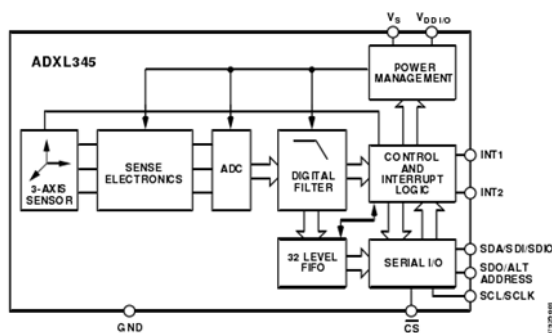 ADXL345
VS
VDD I/O
POWER
MANAGEMENT
3-AXIS
SENSOR
SENSE
ELECTRONICS
ADC
DIGITAL
FILTER
CONTROL
AND
INTERRUPT
LOGIC
INT1
INT2
32 LEVEL
FIFO
SERIAL I/O
SDA/SDI/SDIO
SDO/ALT
ADDRESS
SCL/SCLK
GND
CS